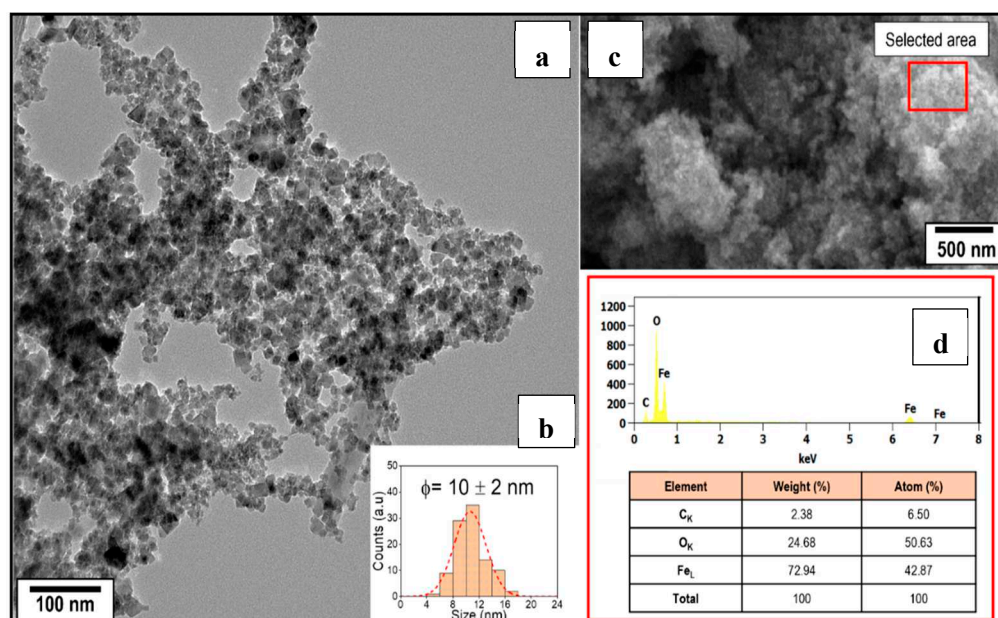 a
100 nm
b
ϕ= 10 ± 2 nm
Counts (a.u)
50
40
30
20
10
0
0 4 8 12 16 20 24
Size (nm)
c
Selected area
500 nm
d
1200
1000
800
600
400
200
0
O
Fe
C
Fe
Fe
0 1 2 3 4 5 6 7 8
keV
Element Weight (%) Atom (%)
C_K 2.38 6.50
O_K 24.68 50.63
Fe_L 72.94 42.87
Total 100 100